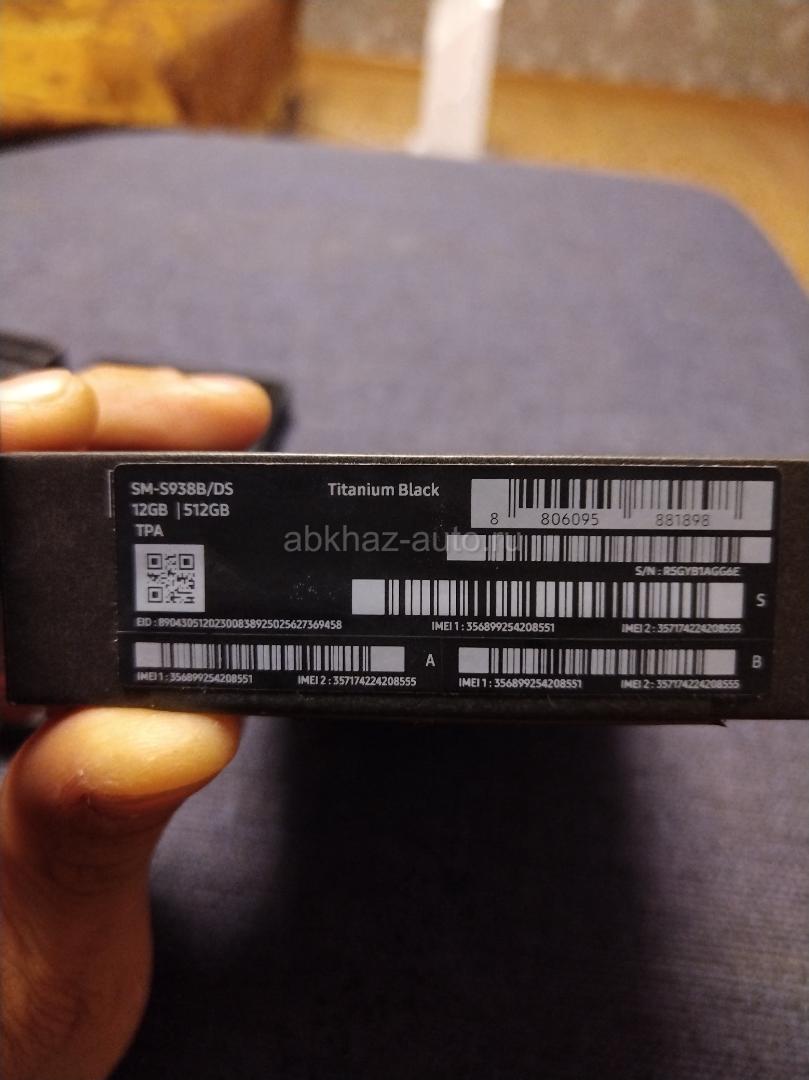 SM-S938B/DS
12GB | 512GB
TPA
Titanium Black
8 806095 881898
abkhaz-auto.ru
S/N : R5GYB1AGG6E
S
EID : 89043051202300838925025627369458
IMEI 1 : 356899254208551 IMEI 2 : 357174224208555
A
IMEI 1 : 356899254208551 IMEI 2 : 357174224208555
B
IMEI 1 : 356899254208551 IMEI 2 : 357174224208555